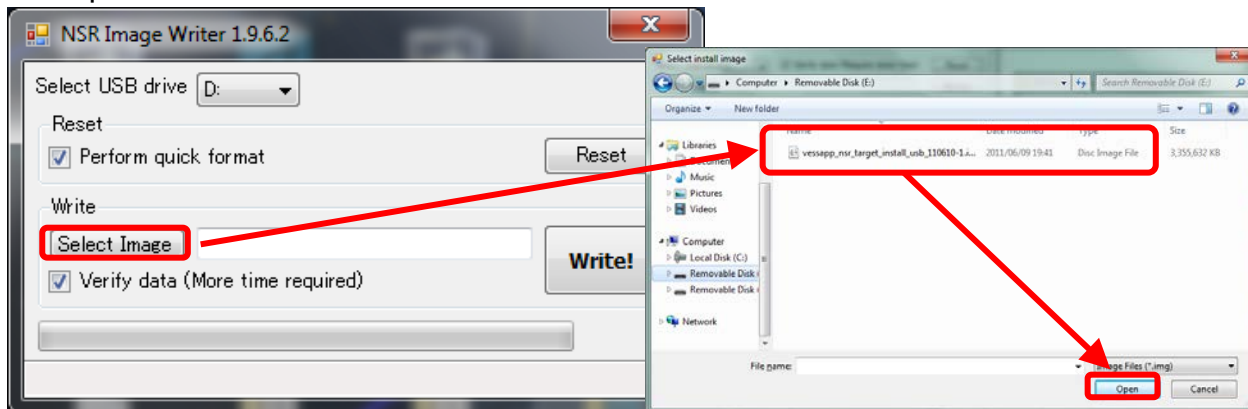 NSR Image Writer 1.9.6.2
Select USB drive D:
Reset
Perform quick format
Reset
Write
Select Image
Verify data (More time required)
Write!
Select install image
Computer Removable Disk (E:)
Search Removable Disk (E:)
Organize New folder
Name Date modified Type Size
vessapp_nsr_target_install_usb_110610-1.i... 2011/06/09 19:41 Disc Image File 3,355,632 KB
Libraries
Music
Pictures
Videos
Computer
Local Disk (C:)
Removable Disk
Removable Disk
Network
File name: Image Files (*.img)
Open Cancel